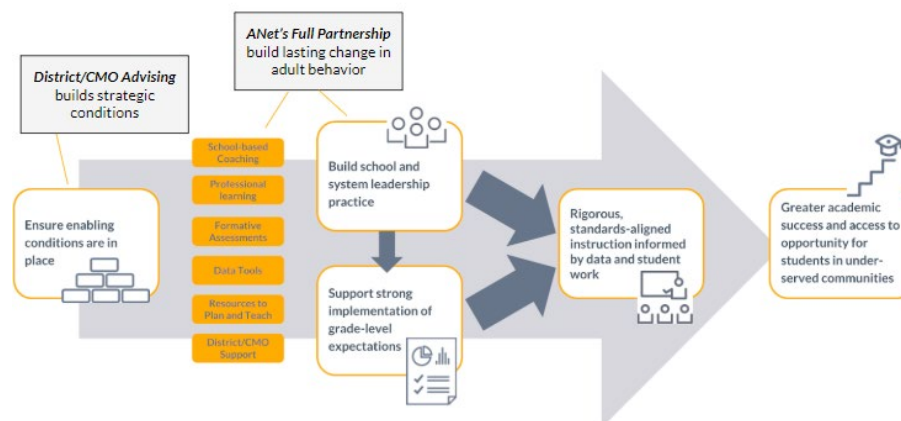 ANet's Full Partnership
build lasting change in
adult behavior
District/CMO Advising
builds strategic
conditions
School-based
Coaching
Professional
learning
Formative
Assessments
Data Tools
Resources to
Plan and Teach
District/CMO
Support
Ensure enabling
conditions are in
place
Build school and
system leadership
practice
Support strong
implementation of
grade-level
expectations
Rigorous,
standards-aligned
instruction informed
by data and student
work
Greater academic
success and access to
opportunity for
students in under-
served communities